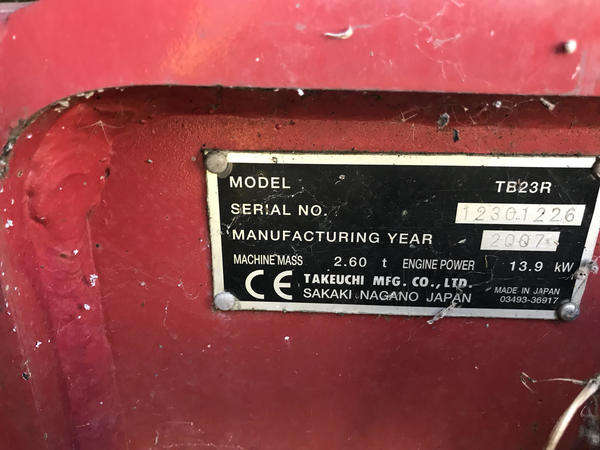 MODEL TB23R
SERIAL NO. 12301226
MANUFACTURING YEAR 2007
MACHINE MASS 2.60 t ENGINE POWER 13.9 kW
CE TAKEUCHI MFG. CO., LTD. MADE IN JAPAN
SAKAKI NAGANO JAPAN 03493-36917